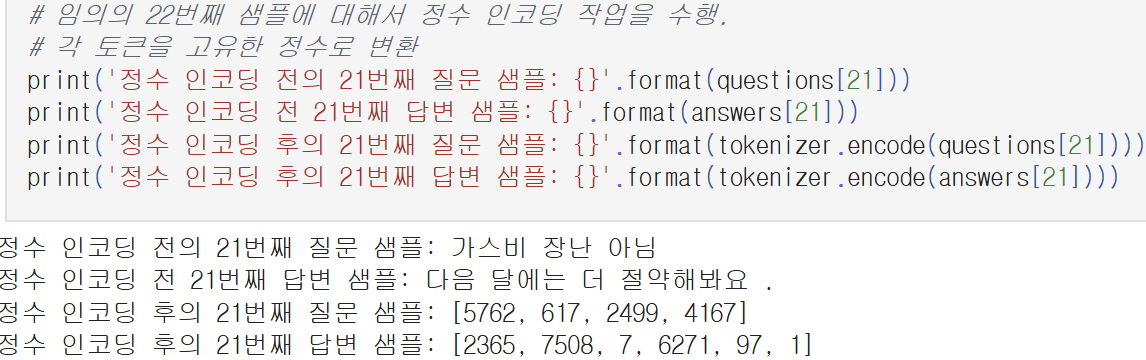 # 임의의 22번째 샘플에 대해서 정수 인코딩 작업을 수행.
# 각 토큰을 고유한 정수로 변환
print('정수 인코딩 전의 21번째 질문 샘플: {}'.format(questions[21]))
print('정수 인코딩 전 21번째 답변 샘플: {}'.format(answers[21]))
print('정수 인코딩 후의 21번째 질문 샘플: {}'.format(tokenizer.encode(questions[21])))
print('정수 인코딩 후의 21번째 답변 샘플: {}'.format(tokenizer.encode(answers[21])))
정수 인코딩 전의 21번째 질문 샘플: 가스비 장난 아님
정수 인코딩 전 21번째 답변 샘플: 다음 달에는 더 절약해봐요 .
정수 인코딩 후의 21번째 질문 샘플: [5762, 617, 2499, 4167]
정수 인코딩 후의 21번째 답변 샘플: [2365, 7508, 7, 6271, 97, 1]